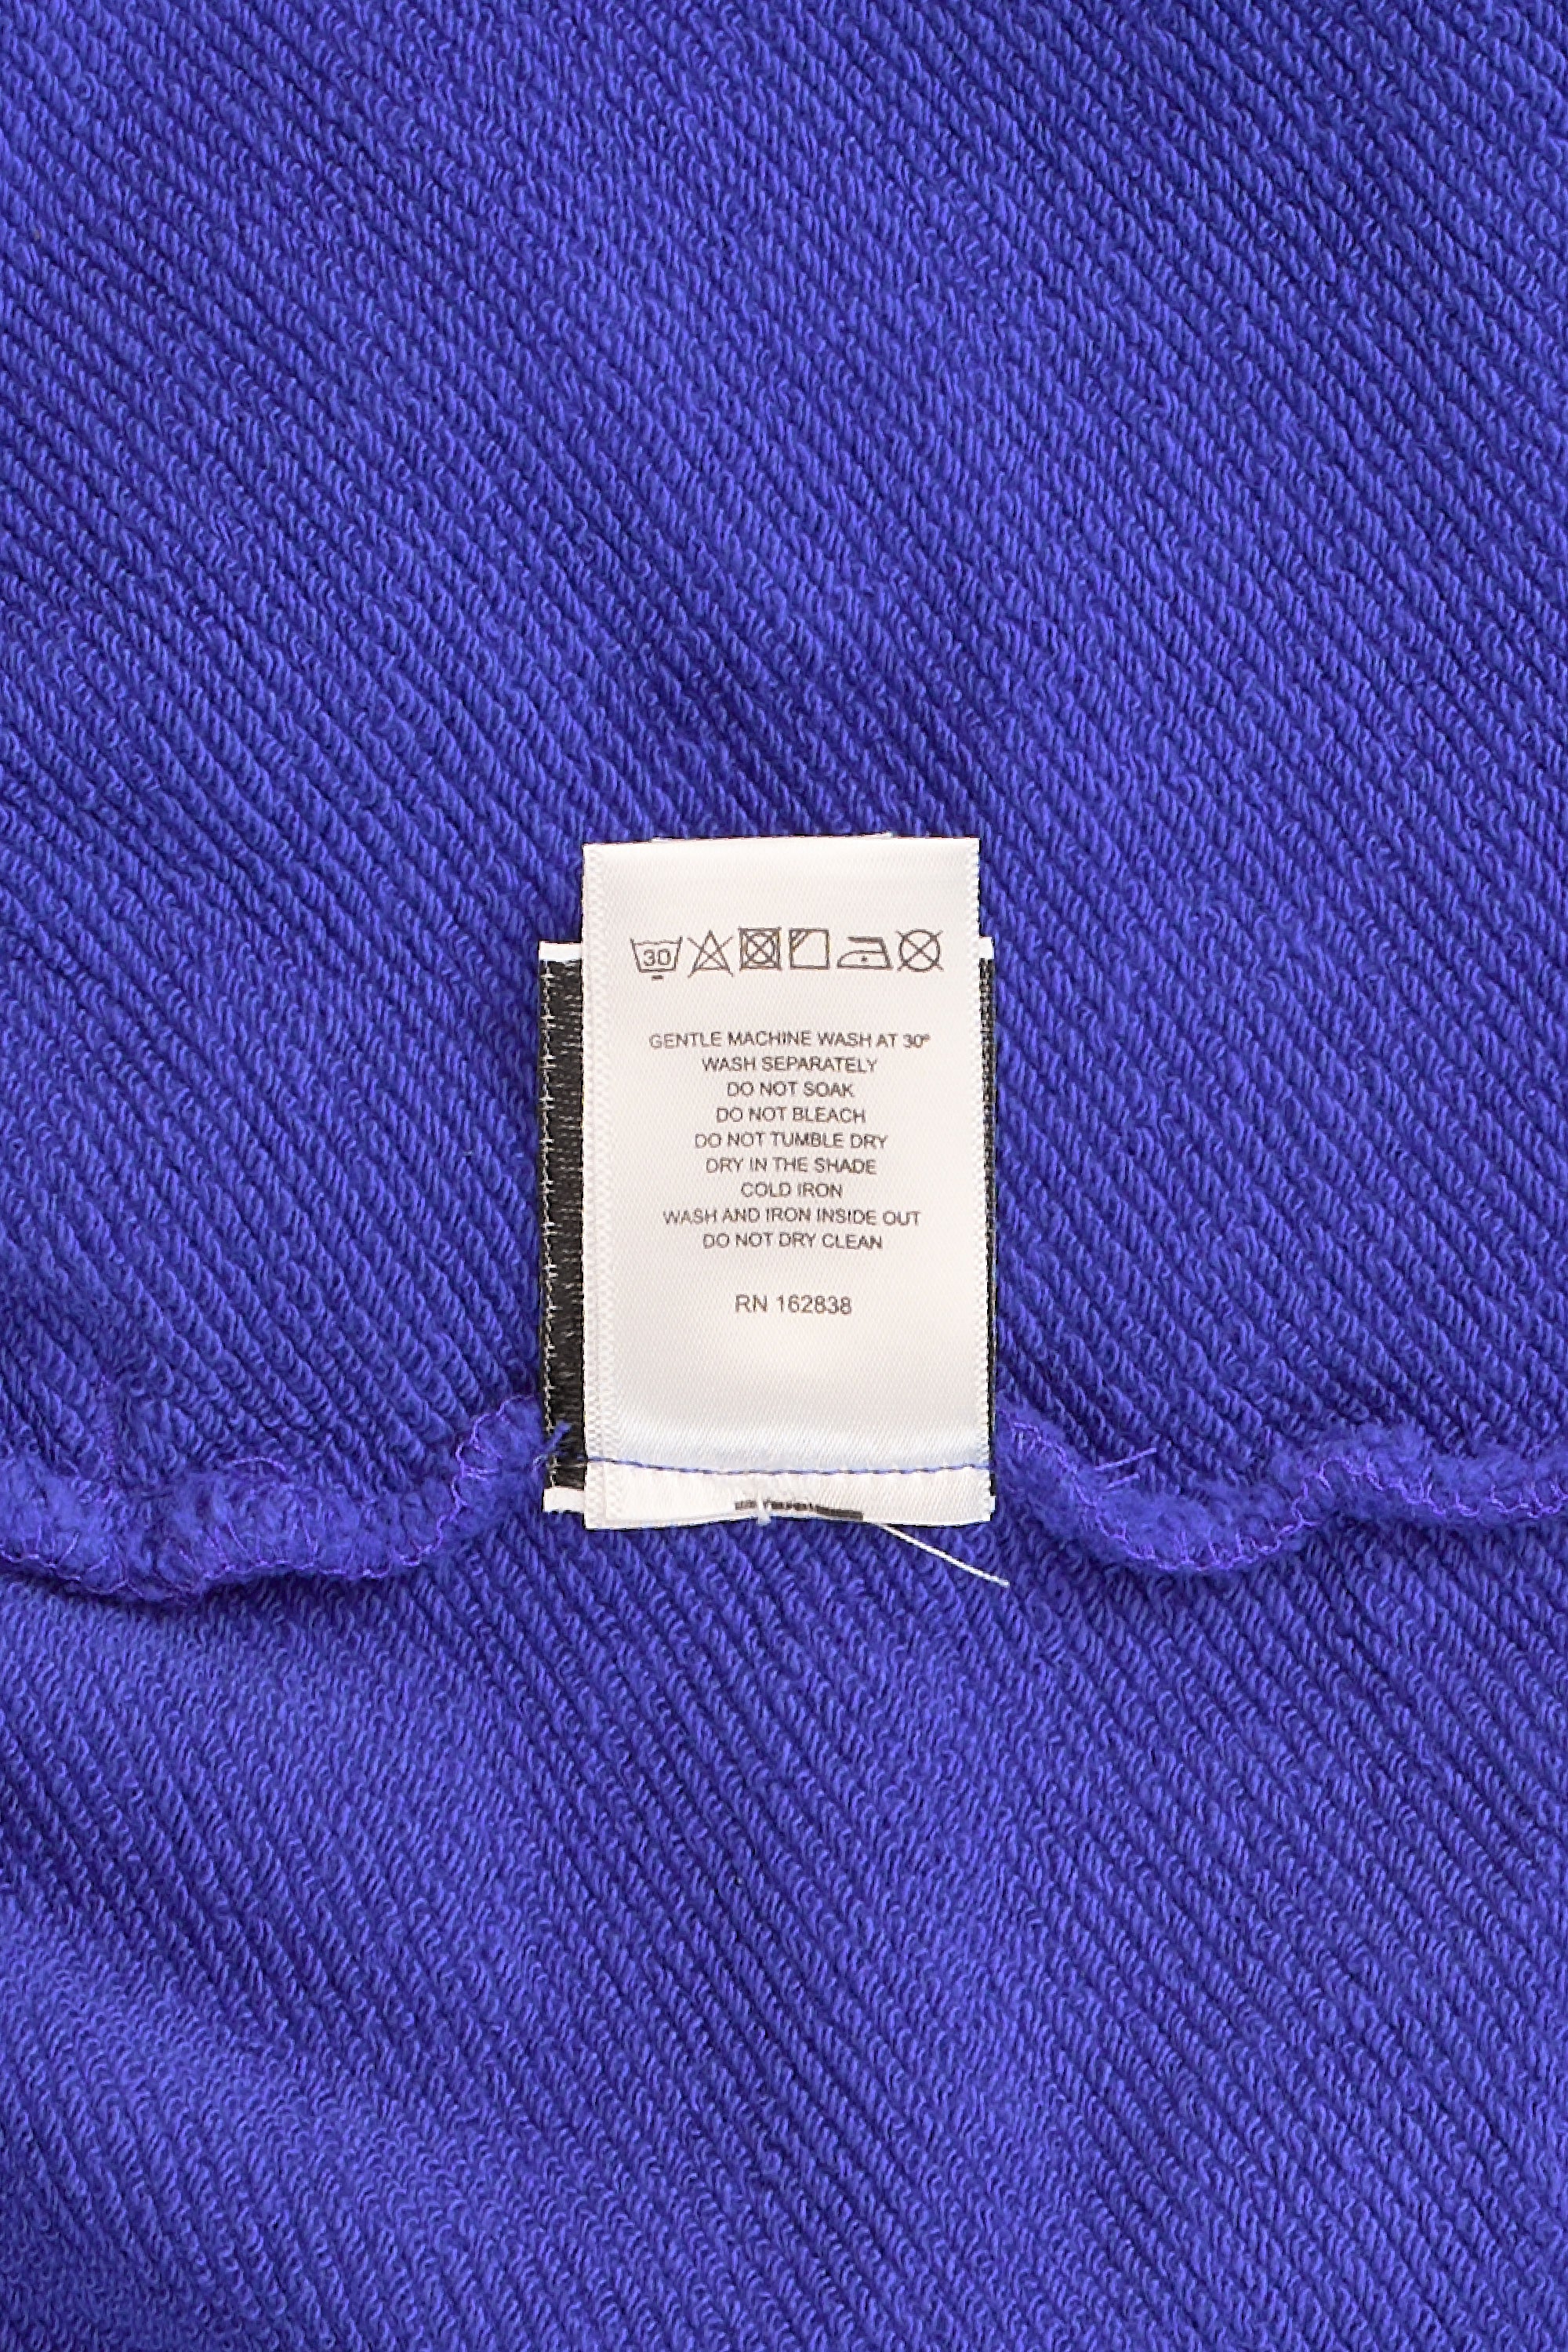 30
GENTLE MACHINE WASH AT 30°
WASH SEPARATELY
DO NOT SOAK
DO NOT BLEACH
DO NOT TUMBLE DRY
DRY IN THE SHADE
COLD IRON
WASH AND IRON INSIDE OUT
DO NOT DRY CLEAN
RN 162838